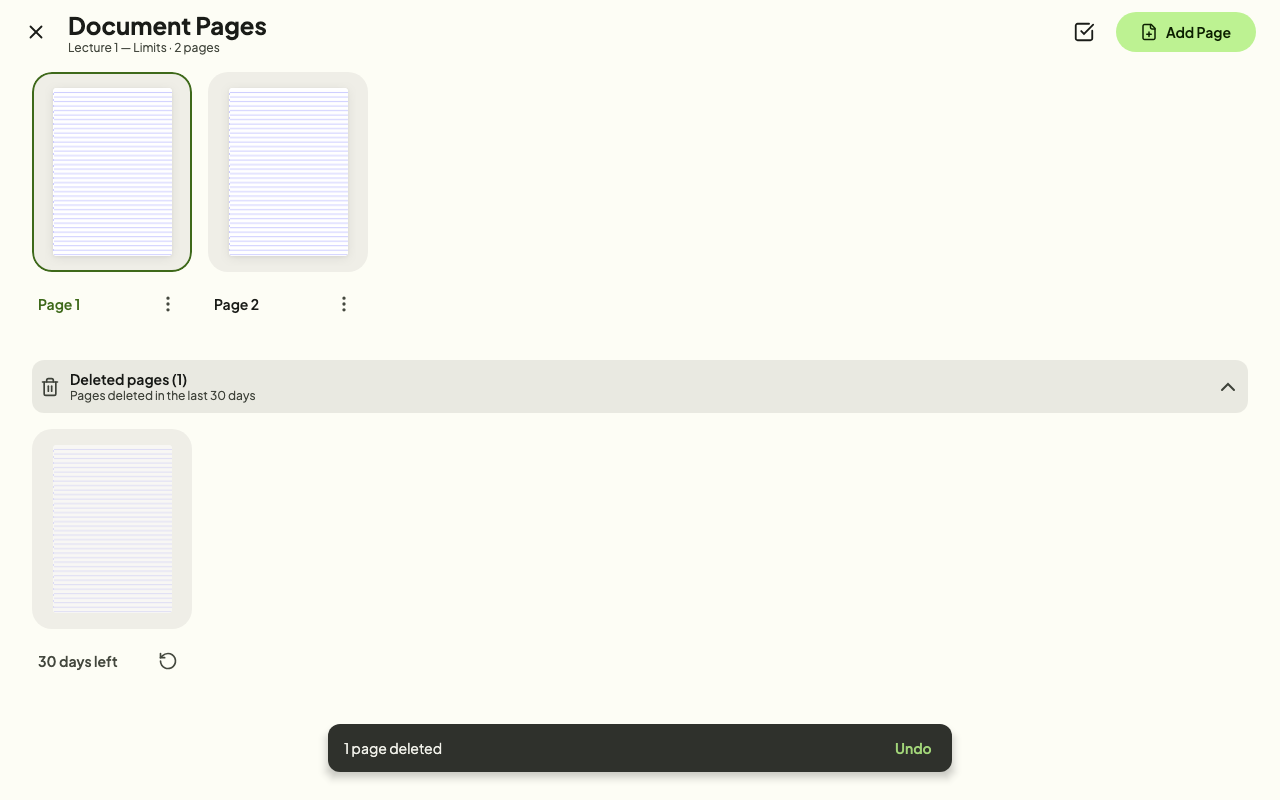 Document Pages
Lecture 1 — Limits · 2 pages
Add Page
Page 1
Page 2
Deleted pages (1)
Pages deleted in the last 30 days
30 days left
1 page deleted
Undo